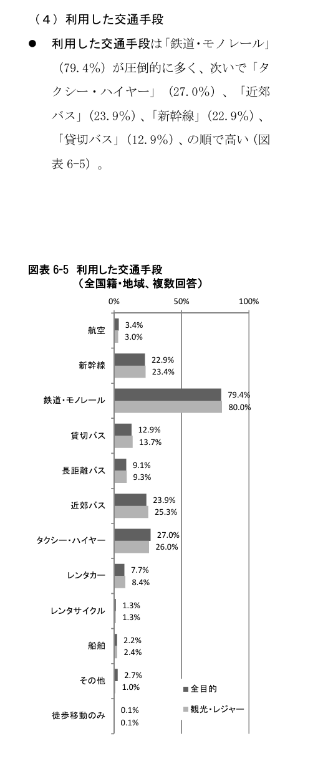 （４）利用した交通手段
● 利用した交通手段は「鉄道・モノレール」
（79.4％）が圧倒的に多く、次いで「タ
クシー・ハイヤー」（27.0％）、「近郊
バス」（23.9％）、「新幹線」（22.9％）、
「貸切バス」（12.9％）、の順で高い（図
表 6-5）。
図表 6-5 利用した交通手段
（全国籍・地域、複数回答）
0% 50% 100%
航空 3.4%
3.0%
新幹線 22.9%
23.4%
鉄道・モノレール 79.4%
80.0%
貸切バス 12.9%
13.7%
長距離バス 9.1%
9.3%
近郊バス 23.9%
25.3%
タクシー・ハイヤー 27.0%
26.0%
レンタカー 7.7%
8.4%
レンタサイクル 1.3%
1.3%
船舶 2.2%
2.4%
その他 2.7%
1.0%
■全目的
■観光・レジャー
徒歩移動のみ 0.1%
0.1%